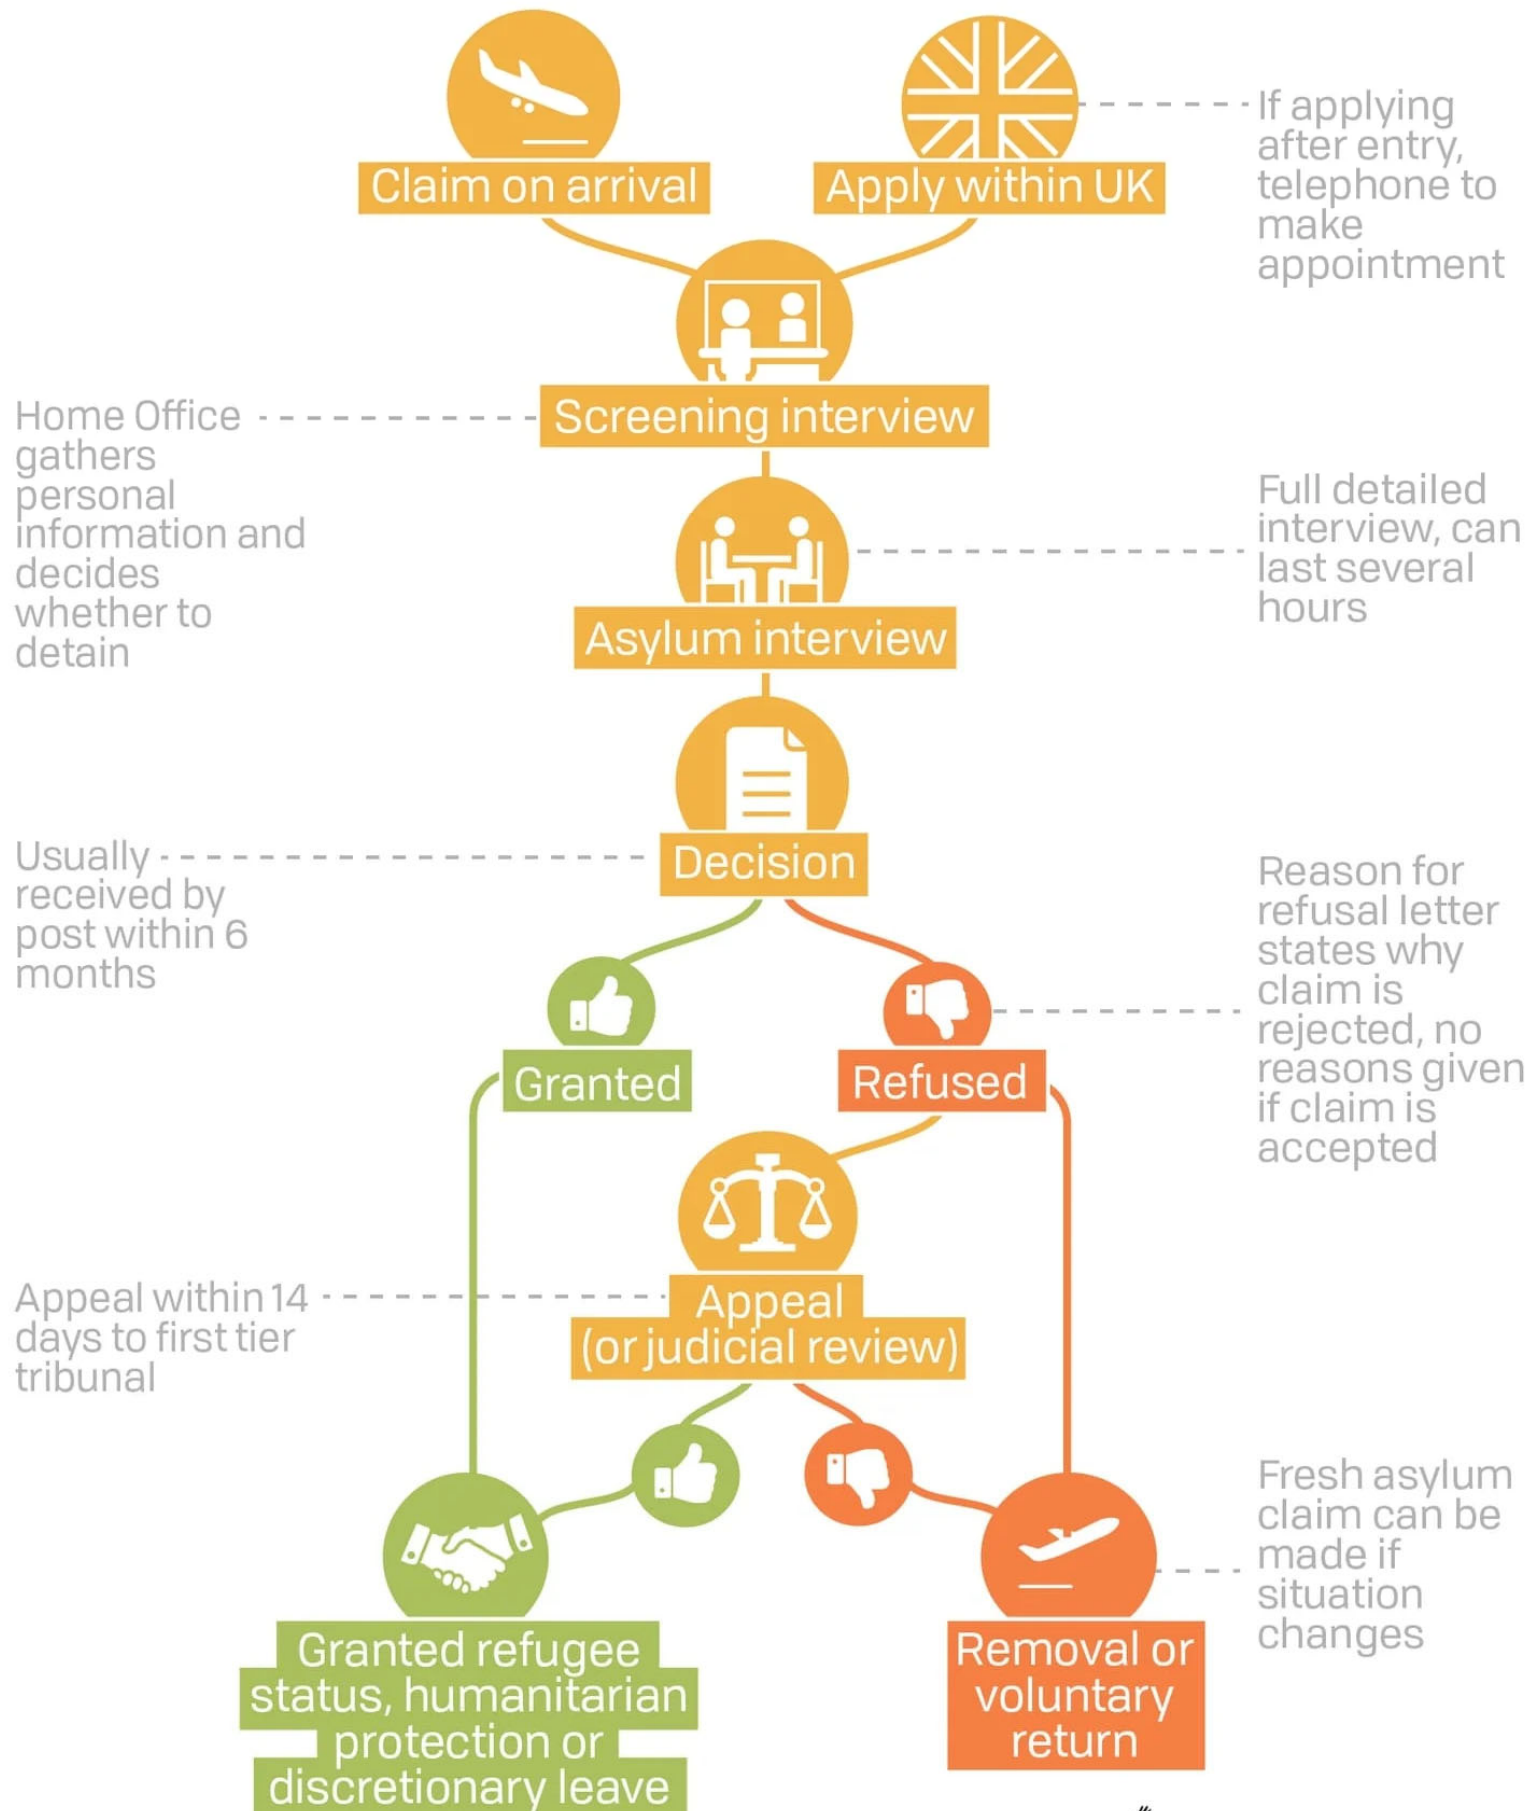 Claim on arrival
Apply within UK
If applying
after entry,
telephone to
make
appointment
Screening interview
Home Office
gathers
personal
information and
decides
whether to
detain
Full detailed
interview, can
last several
hours
Asylum interview
Decision
Usually
received by
post within 6
months
Reason for
refusal letter
states why
claim is
rejected, no
reasons given
if claim is
accepted
Granted
Refused
Appeal within 14
days to first tier
tribunal
Appeal
(or judicial review)
Fresh asylum
claim can be
made if
situation
changes
Granted refugee
status, humanitarian
protection or
discretionary leave
Removal or
voluntary
return